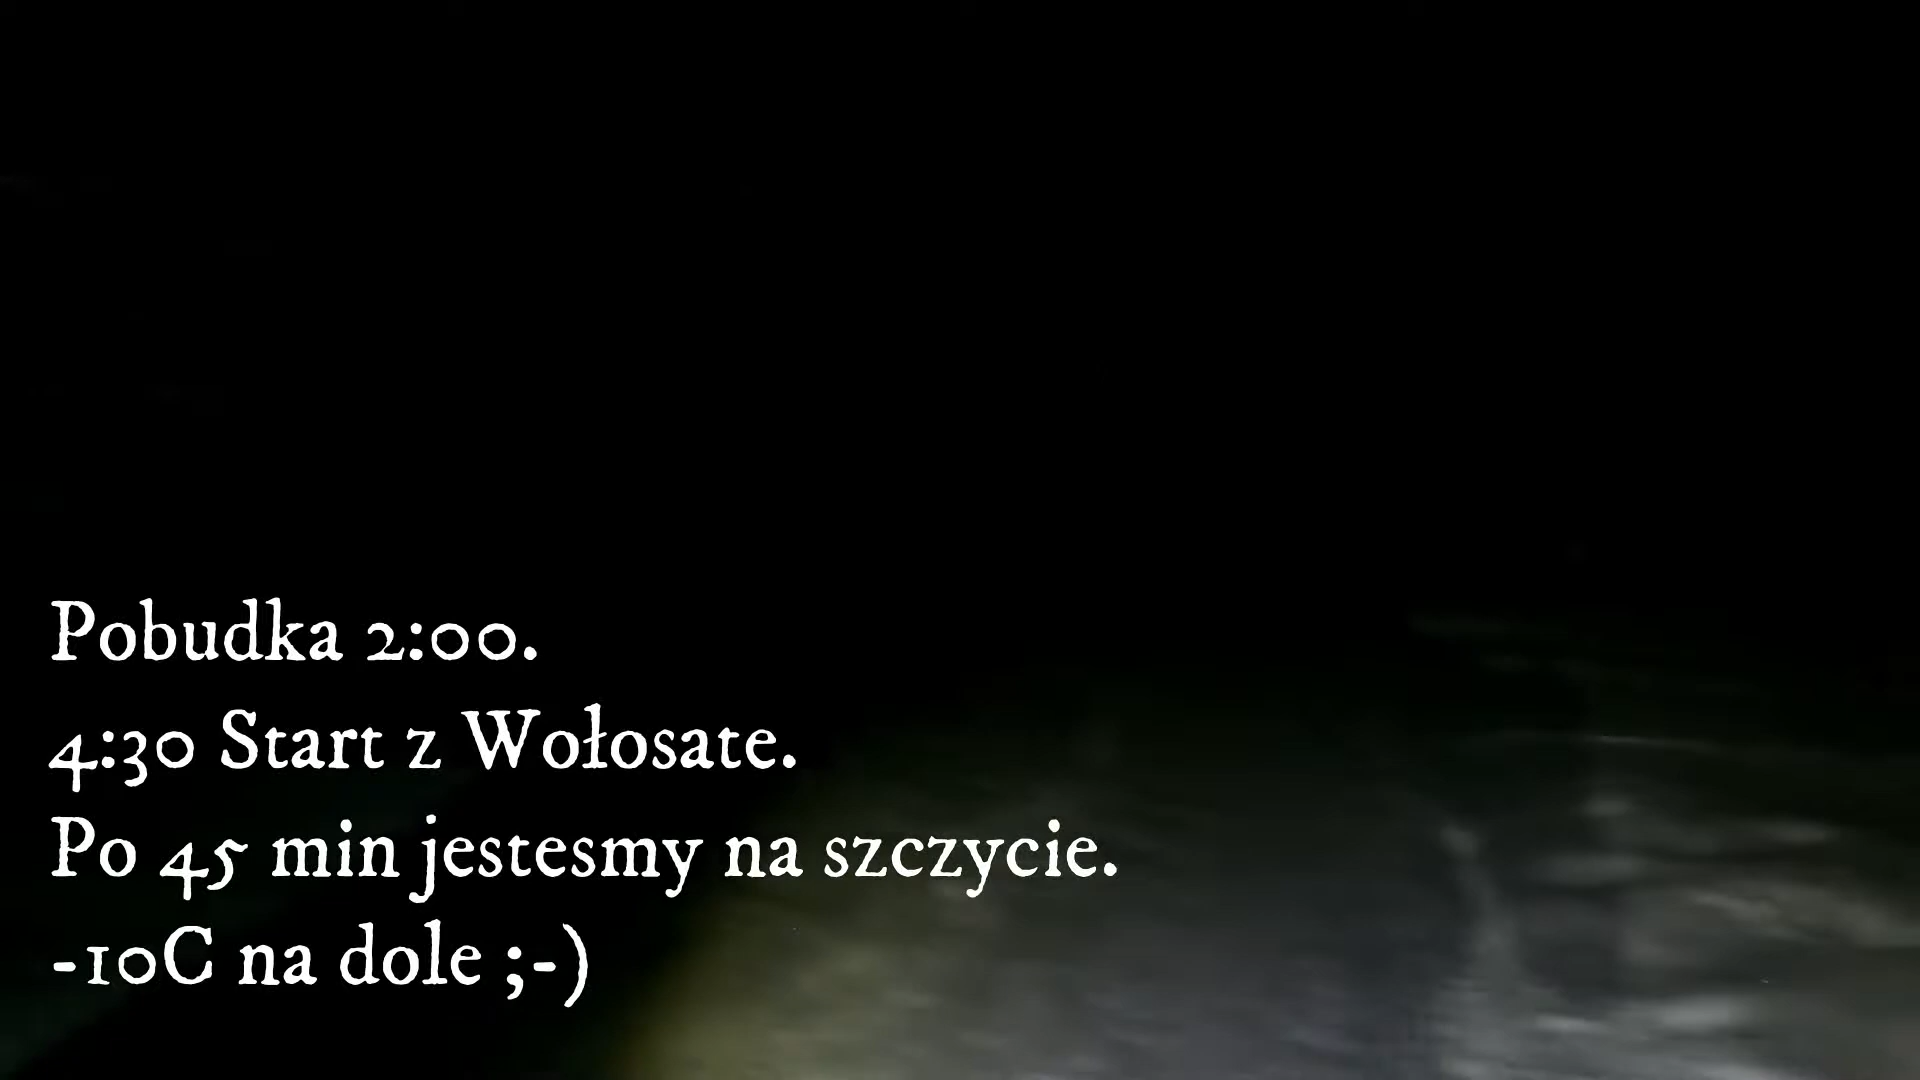 Pobudka 2:00.
4:30 Start z Wołosate.
Po 45 min jestesmy na szczycie.
-10C na dole ;-)